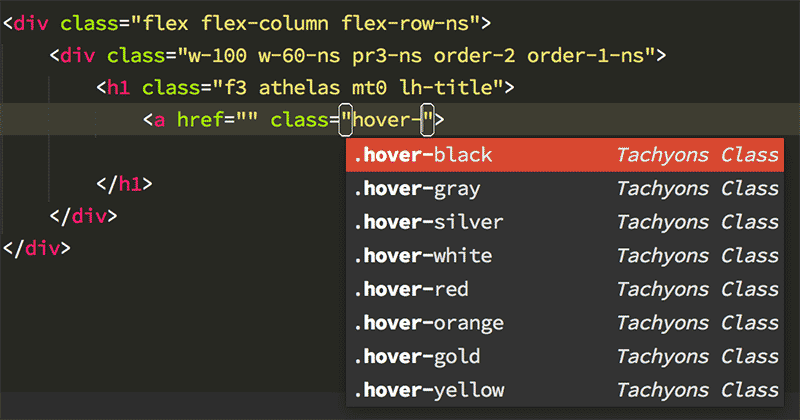 <div class="flex flex-column flex-row-ns">
<div class="w-100 w-60-ns pr3-ns order-2 order-1-ns">
<h1 class="f3 athelas mt0 lh-title">
<a href="" class="hover-">
.hover-black Tachyons Class
.hover-gray Tachyons Class
.hover-silver Tachyons Class
.hover-white Tachyons Class
.hover-red Tachyons Class
.hover-orange Tachyons Class
.hover-gold Tachyons Class
.hover-yellow Tachyons Class
</h1>
</div>
</div>